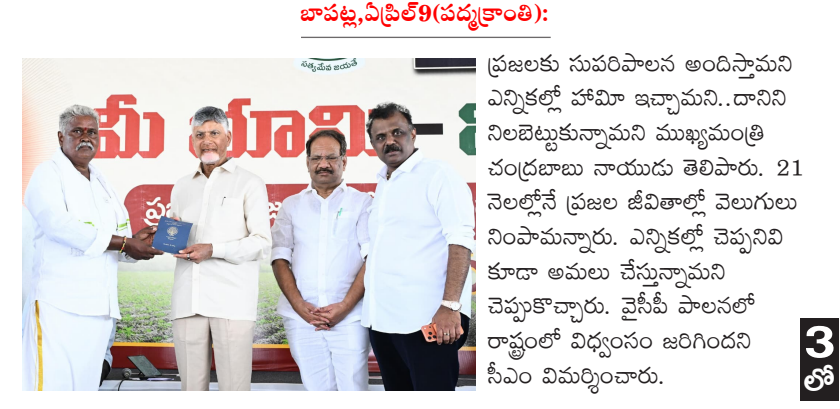 బాపట్ల,ఏప్రిల్9(పద్మక్రాంతి):
సత్యమేవ జయతే
మీ భూమి-
ప్రజలకు సుపరిపాలన అందిస్తామని
ఎన్నికల్లో హామీ ఇచ్చామని..దానిని
నిలబెట్టుకున్నామని ముఖ్యమంత్రి
చంద్రబాబు నాయుడు తెలిపారు. 21
నెలల్లోనే ప్రజల జీవితాల్లో వెలుగులు
నింపామన్నారు. ఎన్నికల్లో చెప్పనివి
కూడా అమలు చేస్తున్నామని
చెప్పుకొచ్చారు. వైసీపీ పాలనలో
రాష్ట్రంలో విధ్వంసం జరిగిందని
సీఎం విమర్శించారు.
3
లో